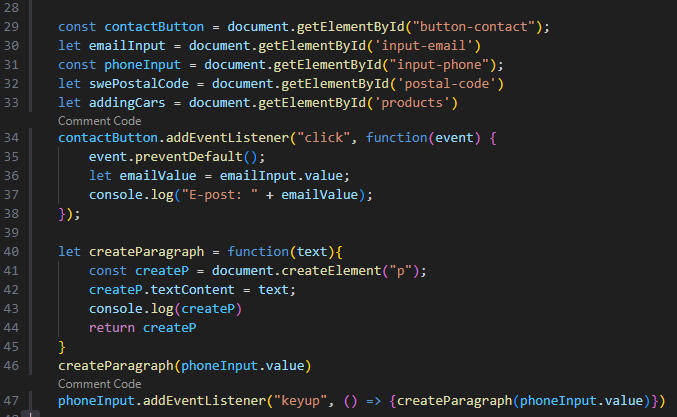 28
29 const contactButton = document.getElementById("button-contact");
30 let emailInput = document.getElementById('input-email')
31 const phoneInput = document.getElementById("input-phone");
32 let swePostalCode = document.getElementById('postal-code')
33 let addingCars = document.getElementById('products')
Comment Code
34 contactButton.addEventListener("click", function(event) {
35     event.preventDefault();
36     let emailValue = emailInput.value;
37     console.log("E-post: " + emailValue);
38 });
39
40 let createParagraph = function(text){
41     const createP = document.createElement("p");
42     createP.textContent = text;
43     console.log(createP)
44     return createP
45 }
46 createParagraph(phoneInput.value)
Comment Code
47 phoneInput.addEventListener("keyup", () => {createParagraph(phoneInput.value)})